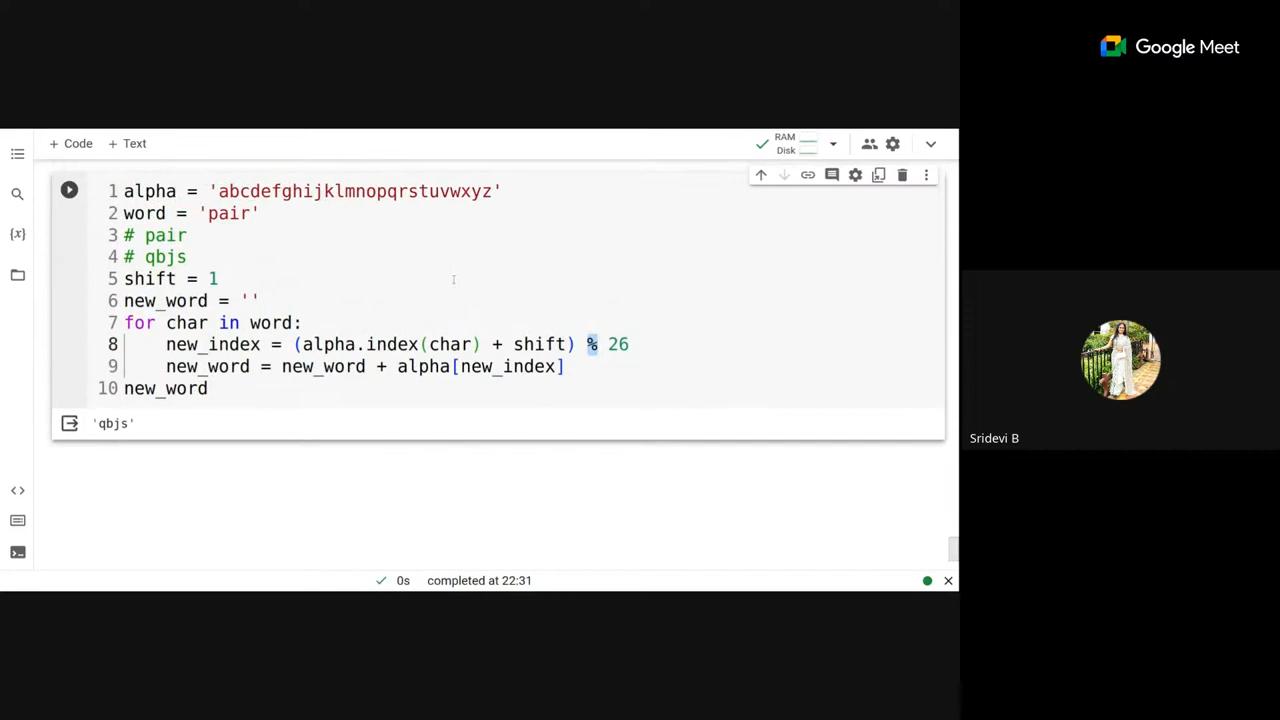 Google Meet
+ Code + Text
RAM
Disk
{x}
1 alpha = 'abcdefghijklmnopqrstuvwxyz'
2 word = 'pair'
3 # pair
4 # qbjs
5 shift = 1
6 new_word = ''
7 for char in word:
8 new_index = (alpha.index(char) + shift) % 26
9 new_word = new_word + alpha[new_index]
10 new_word
'qbjs'
Sridevi B
0s completed at 22:31